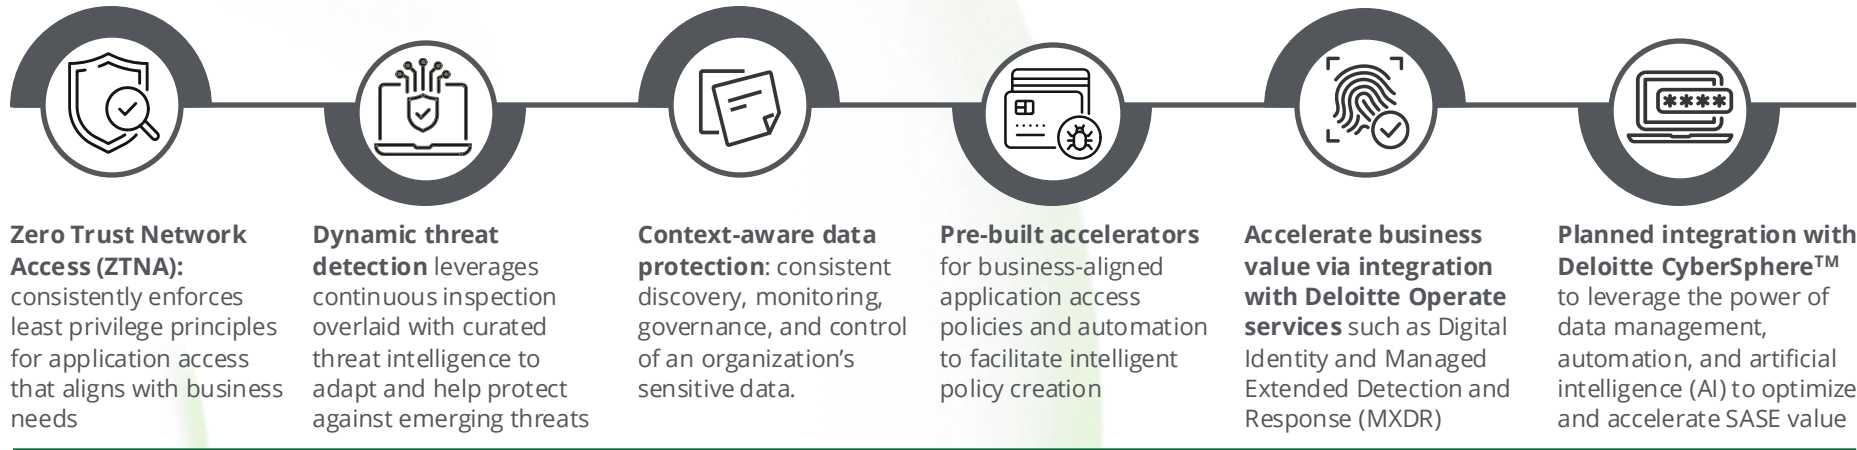 ****
Zero Trust Network
Access (ZTNA):
consistently enforces
least privilege principles
for application access
that aligns with business
needs
Dynamic threat
detection leverages
continuous inspection
overlaid with curated
threat intelligence to
adapt and help protect
against emerging threats
Context-aware data
protection: consistent
discovery, monitoring,
governance, and control
of an organization’s
sensitive data.
Pre-built accelerators
for business-aligned
application access
policies and automation
to facilitate intelligent
policy creation
Accelerate business
value via integration
with Deloitte Operate
services such as Digital
Identity and Managed
Extended Detection and
Response (MXDR)
Planned integration with
Deloitte CyberSphere™
to leverage the power of
data management,
automation, and artificial
intelligence (AI) to optimize
and accelerate SASE value